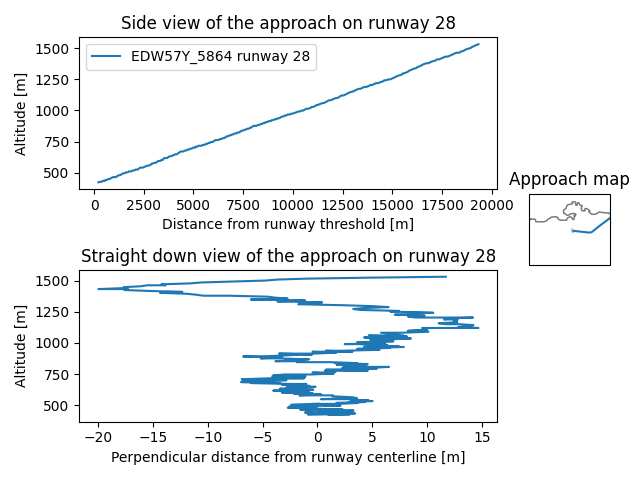 Side view of the approach on runway 28
1500
1250
1000
750
500
Altitude [m]
EDW57Y_5864 runway 28
0 2500 5000 7500 10000 12500 15000 17500 20000
Distance from runway threshold [m]
Approach map
Straight down view of the approach on runway 28
1500
1250
1000
750
500
Altitude [m]
−20 −15 −10 −5 0 5 10 15
Perpendicular distance from runway centerline [m]